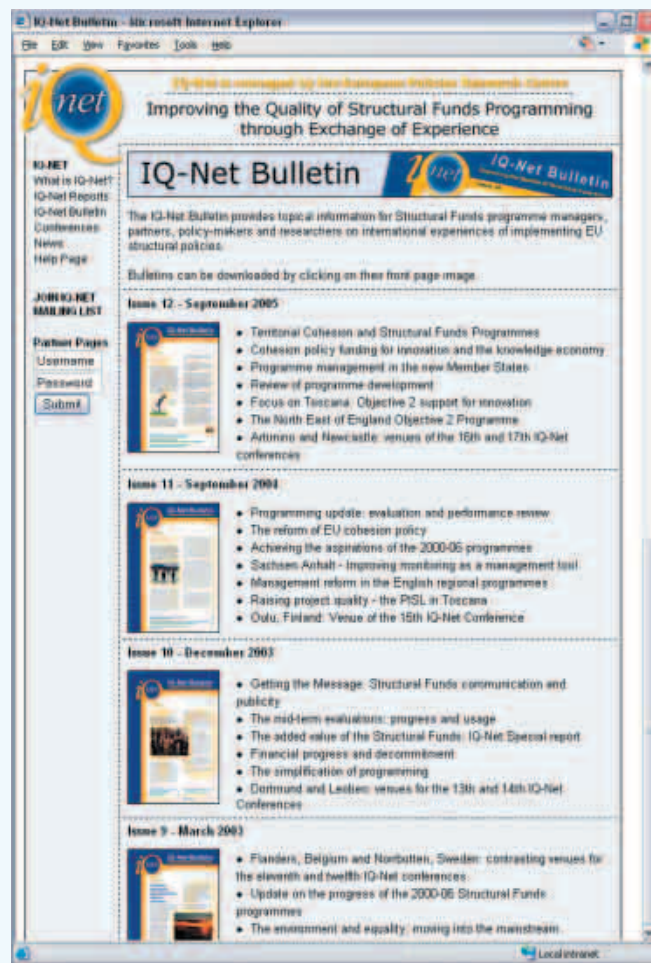 IQ-Net Bulletin - Microsoft Internet Explorer
File Edit View Favorites Tools Help
iQ net
IQ-Net is managed by the European Policies Research Centre
Improving the Quality of Structural Funds Programming
through Exchange of Experience
IQ-NET
What is IQ-Net?
IQ-Net Reports
IQ-Net Bulletin
Conferences
News
Help Page
JOIN IQ-NET
MAILING LIST
Partner Pages
Username
Password
Submit
IQ-Net Bulletin
iQ net
IQ-Net Bulletin
The IQ-Net Bulletin provides topical information for Structural Funds programme managers,
partners, policy-makers and researchers on international experiences of implementing EU
structural policies.
Bulletins can be downloaded by clicking on their front page image.
Issue 12 - September 2005
• Territorial Cohesion and Structural Funds Programmes
• Cohesion policy funding for innovation and the knowledge economy
• Programme management in the new Member States
• Review of programme development
• Focus on Toscana: Objective 2 support for innovation
• The North East of England Objective 2 Programme
• Artimino and Newcastle: venues of the 16th and 17th IQ-Net
conferences
Issue 11 - September 2004
• Programming update: evaluation and performance review
• The reform of EU cohesion policy
• Achieving the aspirations of the 2000-06 programmes
• Sachsen Anhalt - Improving monitoring as a management tool
• Management reform in the English regional programmes
• Raising project quality - the PISL in Toscana
• Oulu, Finland: Venue of the 15th IQ-Net Conference
Issue 10 - December 2003
• Getting the Message: Structural Funds communication and
publicity
• The mid-term evaluations: progress and usage
• The added value of the Structural Funds: IQ-Net Special report
• Financial progress and decommitment
• The simplification of programming
• Dortmund and Leoben: venues for the 13th and 14th IQ-Net
Conferences
Issue 9 - March 2003
• Flanders, Belgium and Norrbotten, Sweden: contrasting venues for
the eleventh and twelfth IQ-Net conferences
• Update on the progress of the 2000-06 Structural Funds
programmes
• The environment and equality: moving into the mainstream
Local intranet